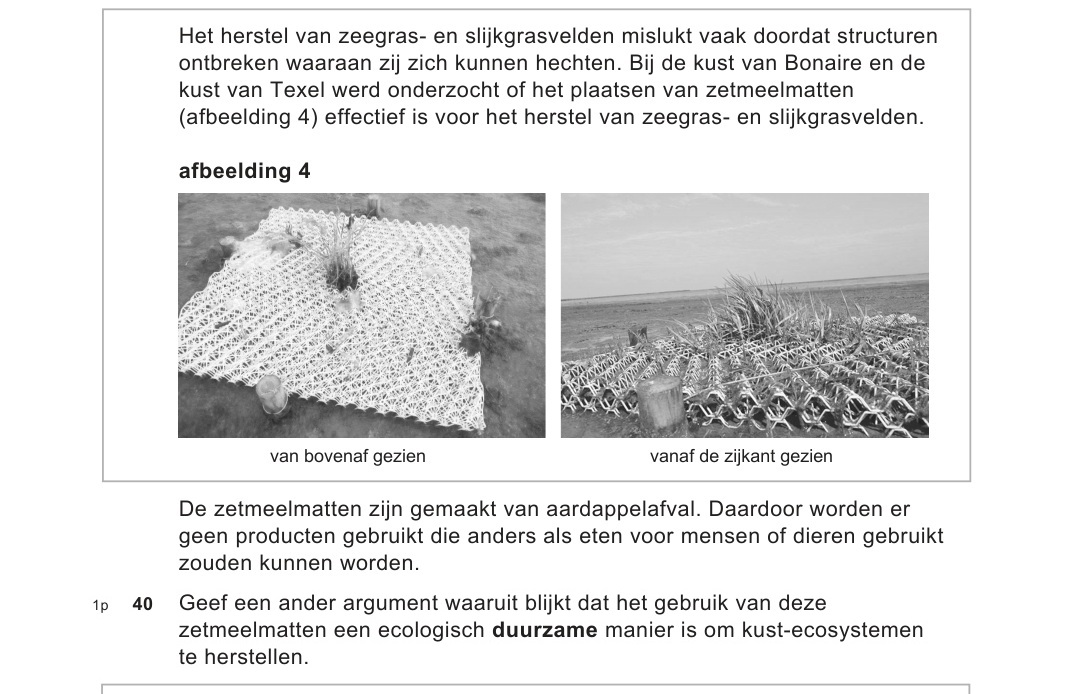 Het herstel van zeegras- en slijkgrasvelden mislukt vaak doordat structuren
ontbreken waaraan zij zich kunnen hechten. Bij de kust van Bonaire en de
kust van Texel werd onderzocht of het plaatsen van zetmeelmatten
(afbeelding 4) effectief is voor het herstel van zeegras- en slijkgrasvelden.
afbeelding 4
van bovenaf gezien
vanaf de zijkant gezien
De zetmeelmatten zijn gemaakt van aardappelafval. Daardoor worden er
geen producten gebruikt die anders als eten voor mensen of dieren gebruikt
zouden kunnen worden.
1p 40 Geef een ander argument waaruit blijkt dat het gebruik van deze
zetmeelmatten een ecologisch duurzame manier is om kust-ecosystemen
te herstellen.